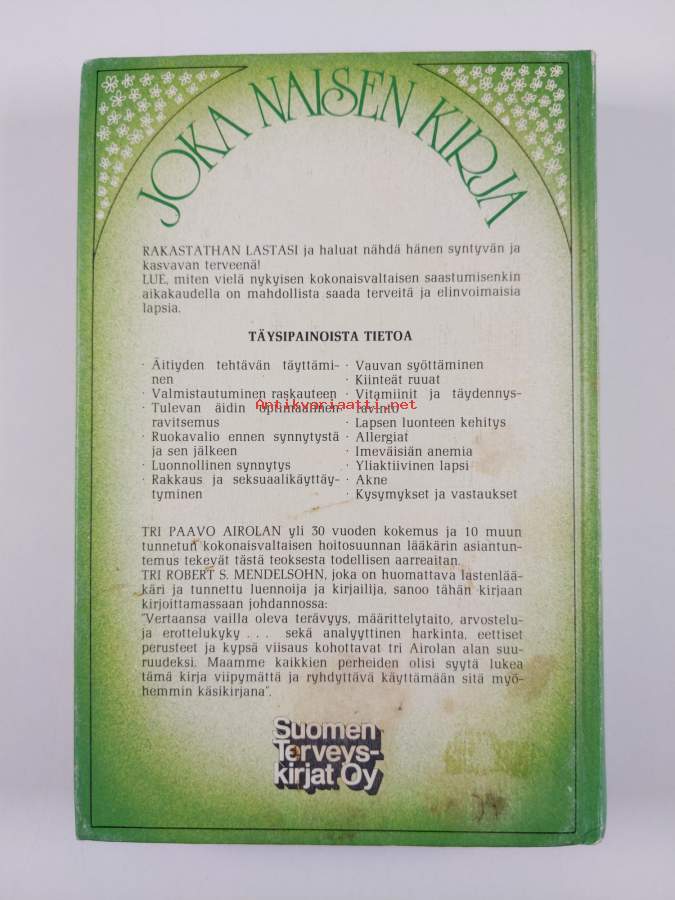 JOKA NAISEN KIRJA
RAKASTATHAN LASTASI ja haluat nähdä hänen syntyvän ja
kasvavan terveenä!
LUE, miten vielä nykyisen kokonaisvaltaisen saastumisenkin
aikakaudella on mahdollista saada terveitä ja elinvoimaisia
lapsia.
TÄYSIPAINOISTA TIETOA
· Äitiyden tehtävän täyttämi-
nen
· Valmistautuminen raskauteen
· Tulevan äidin optimaalinen
ravitsemus
· Ruokavalio ennen synnytystä
ja sen jälkeen
· Luonnollinen synnytys
· Rakkaus ja seksuaalikäyttäy-
tyminen
· Vauvan syöttäminen
· Kiinteät ruuat
· Vitamiinit ja täydennys-
ravinto
· Lapsen luonteen kehitys
· Allergiat
· Imeväisiän anemia
· Yliaktiivinen lapsi
· Akne
· Kysymykset ja vastaukset
Antikvariaatti.net
TRI PAAVO AIROLAN yli 30 vuoden kokemus ja 10 muun
tunnetun kokonaisvaltaisen hoitosuunnan lääkärin asiantun-
temus tekevät tästä teoksesta todellisen aarreaitan.
TRI ROBERT S. MENDELSOHN, joka on huomattava lastenlää-
käri ja tunnettu luennoija ja kirjailija, sanoo tähän kirjaan
kirjoittamassaan johdannossa:
"Vertaansa vailla oleva terävyys, määrittelytaito, arvostelu-
ja erottelukyky . . . sekä analyyttinen harkinta, eettiset
perusteet ja kypsä viisaus kohottavat tri Airolan alan suu-
ruudeksi. Maamme kaikkien perheiden olisi syytä lukea
tämä kirja viipymättä ja ryhdyttävä käyttämään sitä myö-
hemmin käsikirjana".
Suomen
Terveys-
kirjat Oy